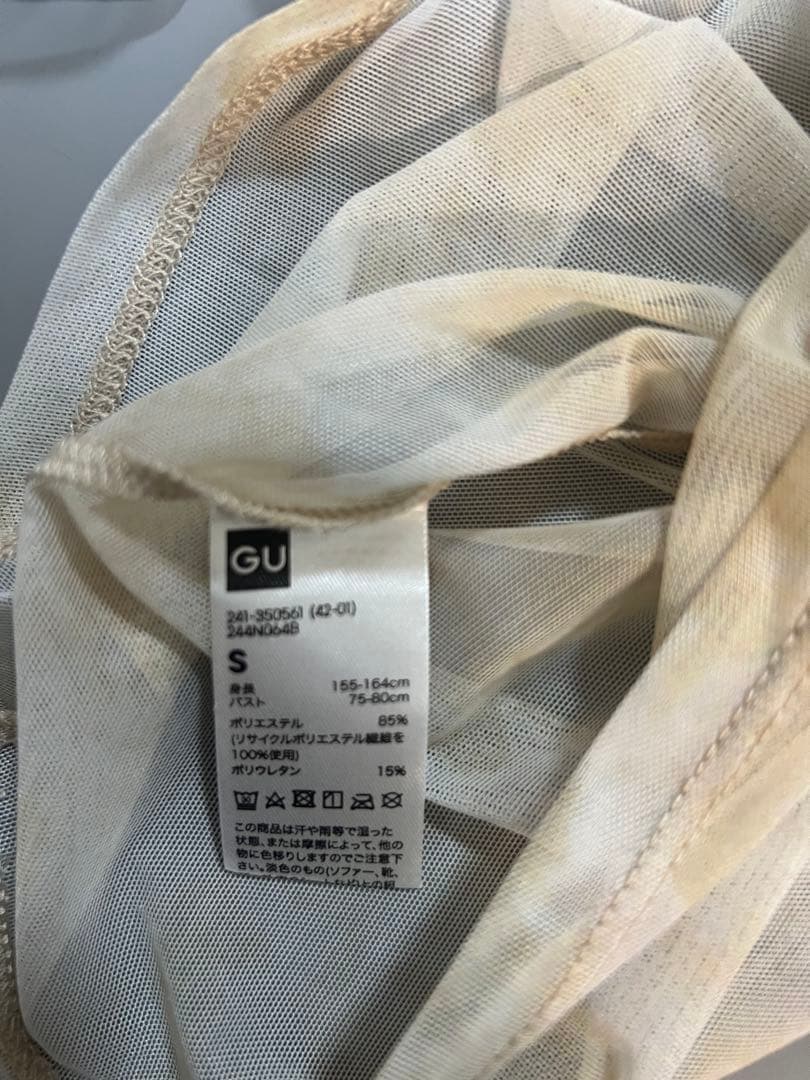 GU
241-350561 (42-01)
244N064B
S
身長 155-164cm
バスト 75-80cm
ポリエステル 85%
(リサイクルポリエステル繊維を
100%使用)
ポリウレタン 15%
この商品は汗や雨等で湿った
状態、または摩擦によって、他の
物に色移りしますのでご注意下
さい。淡色のもの(ソファー、靴、